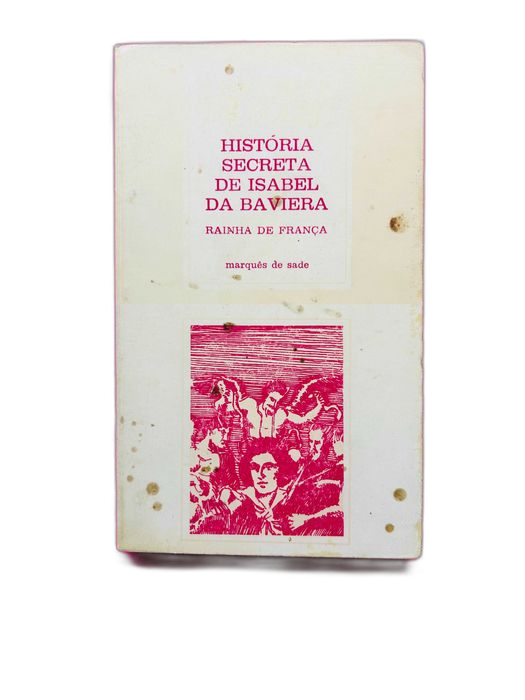 HISTÓRIA
SECRETA
DE ISABEL
DA BAVIERA
RAINHA DE FRANÇA
marquês de sade